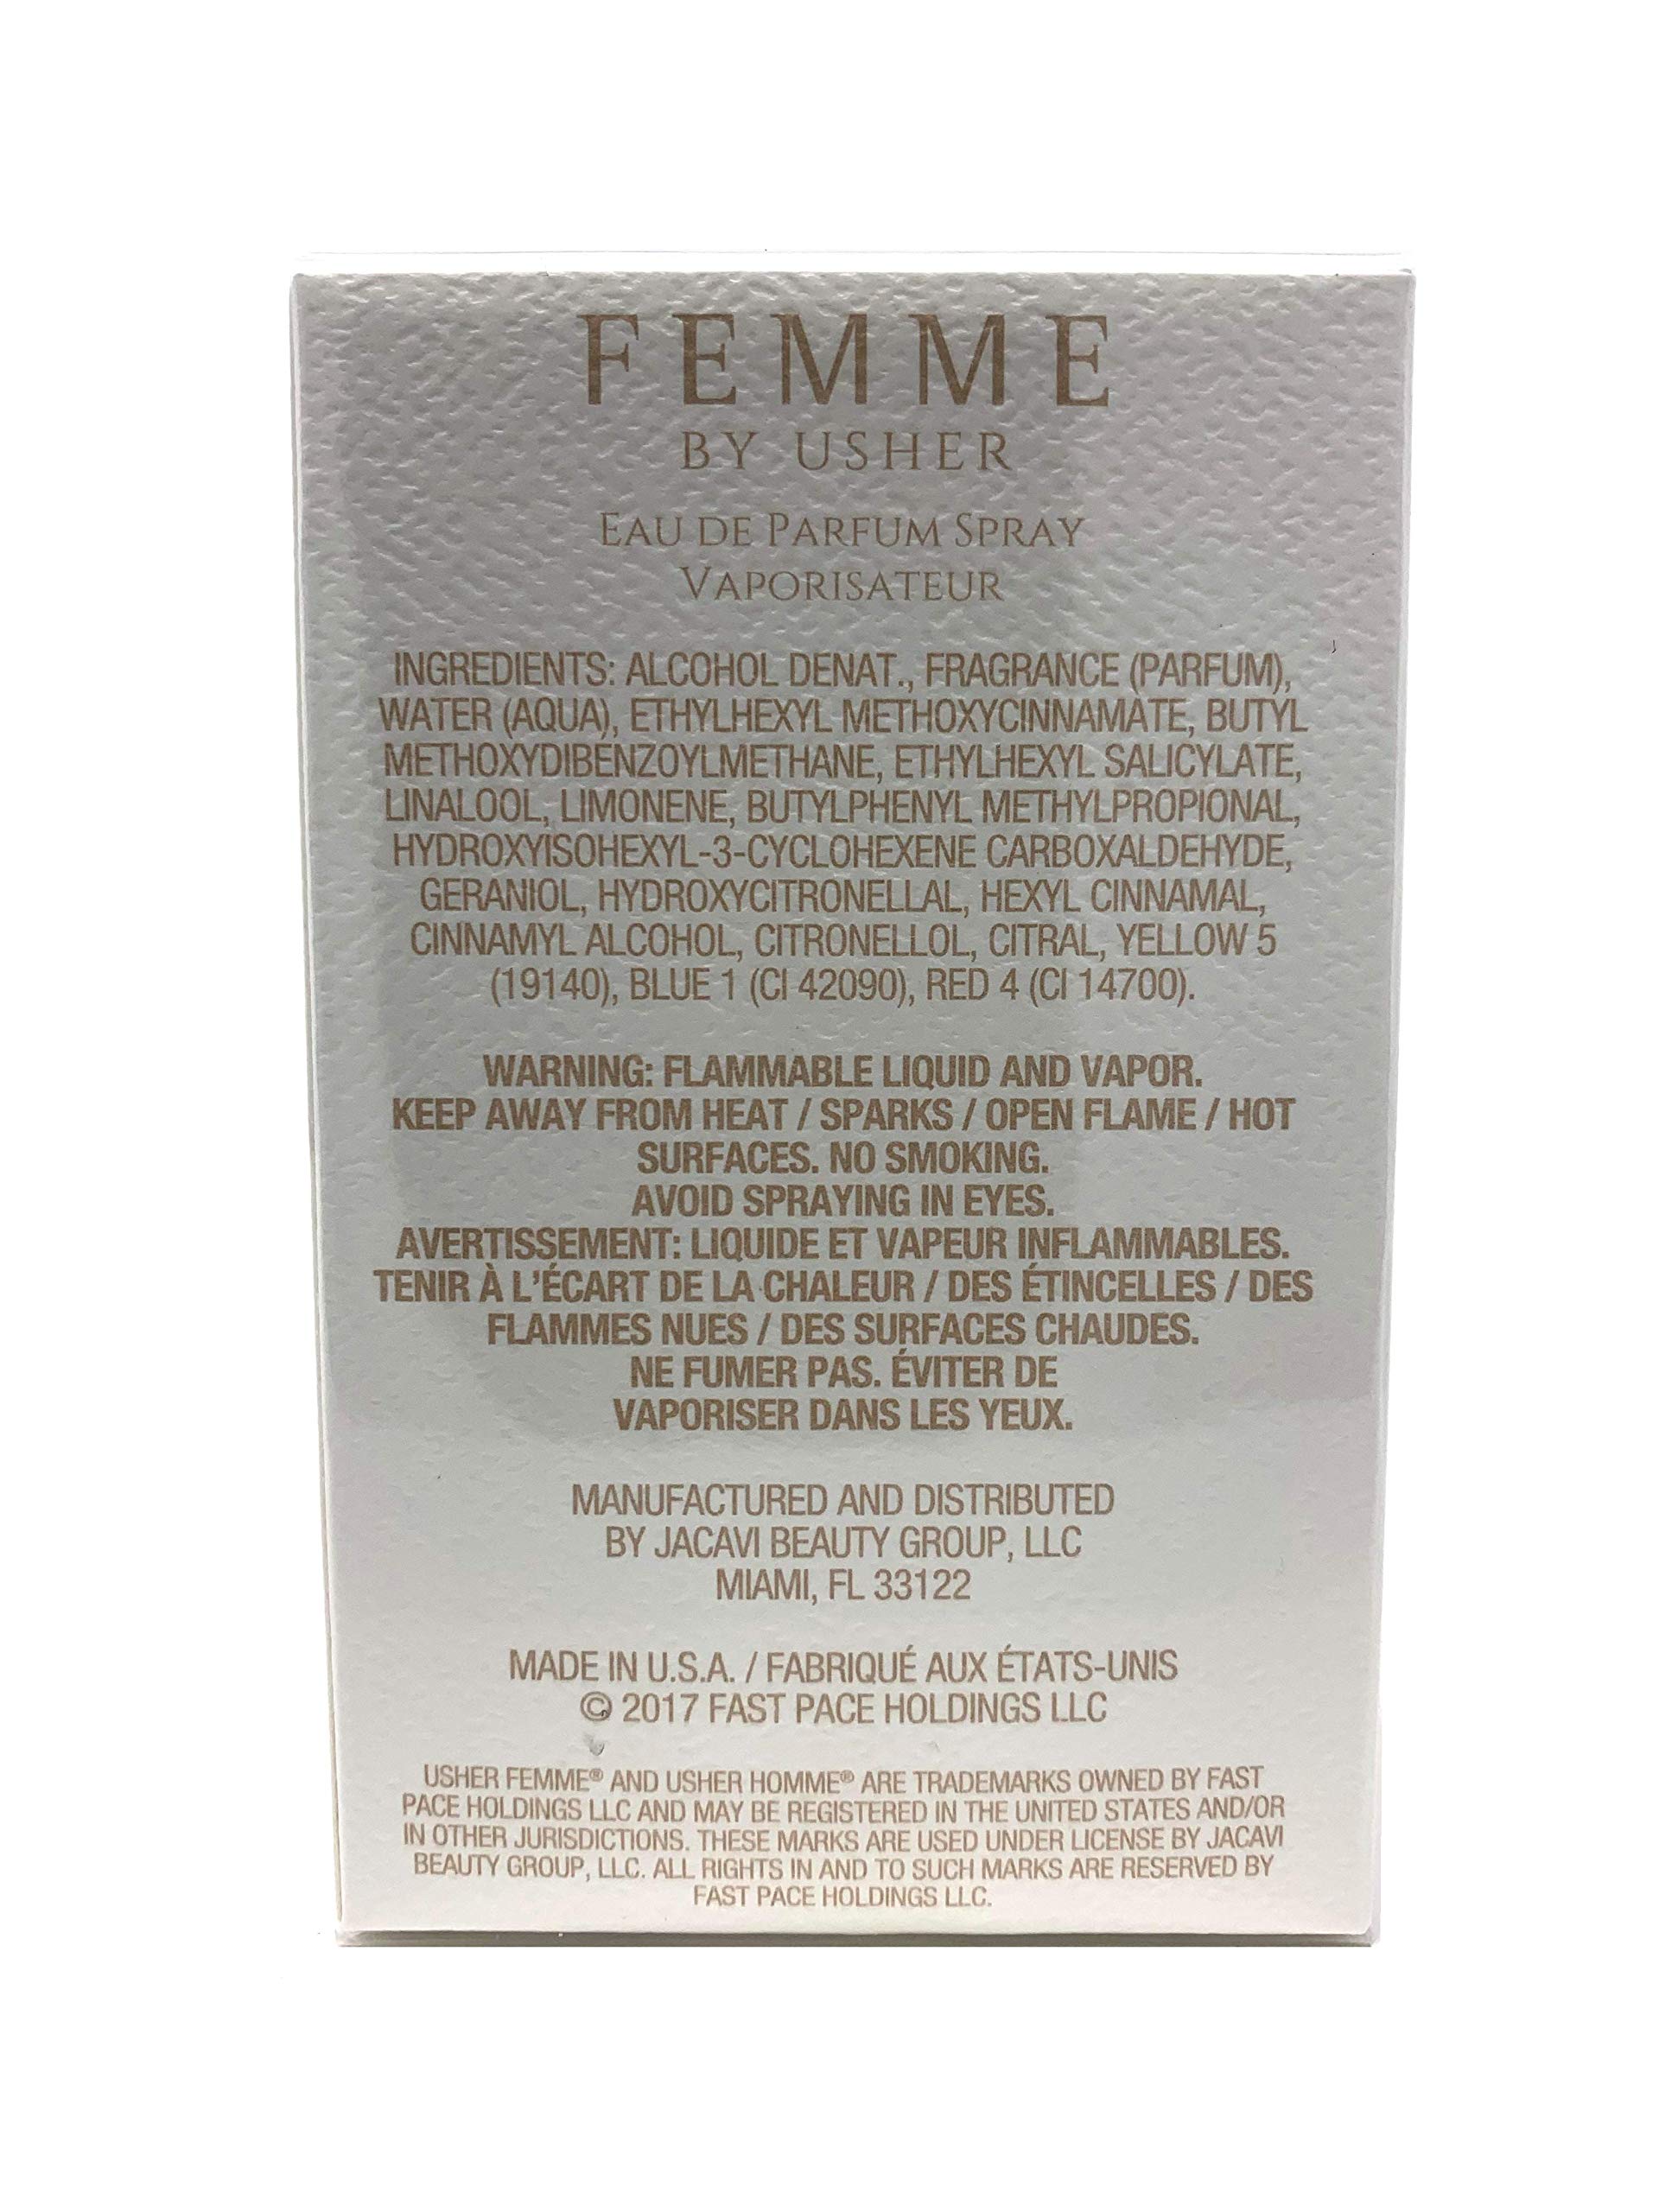 FEMME
BY USHER
EAU DE PARFUM SPRAY
VAPORISATEUR
INGREDIENTS: ALCOHOL DENAT., FRAGRANCE (PARFUM),
WATER (AQUA), ETHYLHEXYL METHOXYCINNAMATE, BUTYL
METHOXYDIBENZOYLMETHANE, ETHYLHEXYL SALICYLATE,
LINALOOL, LIMONENE, BUTYLPHENYL METHYLPROPIONAL,
HYDROXYISOHEXYL-3-CYCLOHEXENE CARBOXALDEHYDE,
GERANIOL, HYDROXYCITRONELLAL, HEXYL CINNAMAL,
CINNAMYL ALCOHOL, CITRONELLOL, CITRAL, YELLOW 5
(19140), BLUE 1 (CI 42090), RED 4 (CI 14700).
WARNING: FLAMMABLE LIQUID AND VAPOR.
KEEP AWAY FROM HEAT / SPARKS / OPEN FLAME / HOT
SURFACES. NO SMOKING.
AVOID SPRAYING IN EYES.
AVERTISSEMENT: LIQUIDE ET VAPEUR INFLAMMABLES.
TENIR À L'ÉCART DE LA CHALEUR / DES ÉTINCELLES / DES
FLAMMES NUES / DES SURFACES CHAUDES.
NE FUMER PAS. ÉVITER DE
VAPORISER DANS LES YEUX.
MANUFACTURED AND DISTRIBUTED
BY JACAVI BEAUTY GROUP, LLC
MIAMI, FL 33122
MADE IN U.S.A. / FABRIQUÉ AUX ÉTATS-UNIS
© 2017 FAST PACE HOLDINGS LLC
USHER FEMME® AND USHER HOMME® ARE TRADEMARKS OWNED BY FAST
PACE HOLDINGS LLC AND MAY BE REGISTERED IN THE UNITED STATES AND/OR
IN OTHER JURISDICTIONS. THESE MARKS ARE USED UNDER LICENSE BY JACAVI
BEAUTY GROUP, LLC. ALL RIGHTS IN AND TO SUCH MARKS ARE RESERVED BY
FAST PACE HOLDINGS LLC.